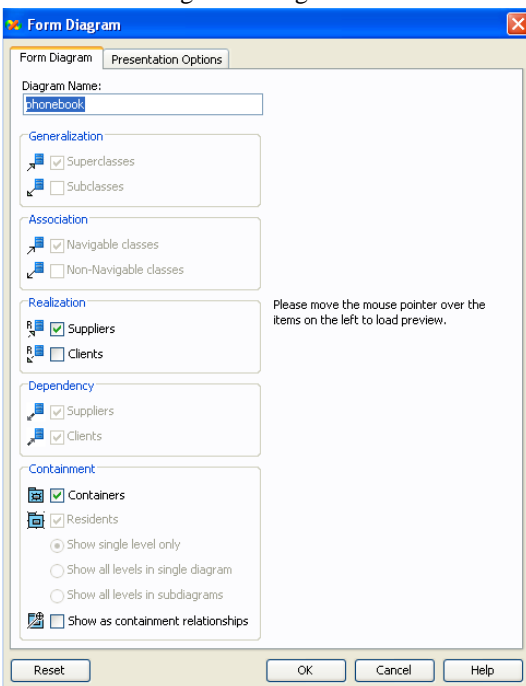 Form Diagram
Form Diagram Presentation Options
Diagram Name:
phonebook
Generalization
Superclasses
Subclasses
Association
Navigable classes
Non-Navigable classes
Realization
R Suppliers
R Clients
Please move the mouse pointer over the
items on the left to load preview.
Dependency
Suppliers
Clients
Containment
Containers
Residents
Show single level only
Show all levels in single diagram
Show all levels in subdiagrams
Show as containment relationships
Reset OK Cancel Help